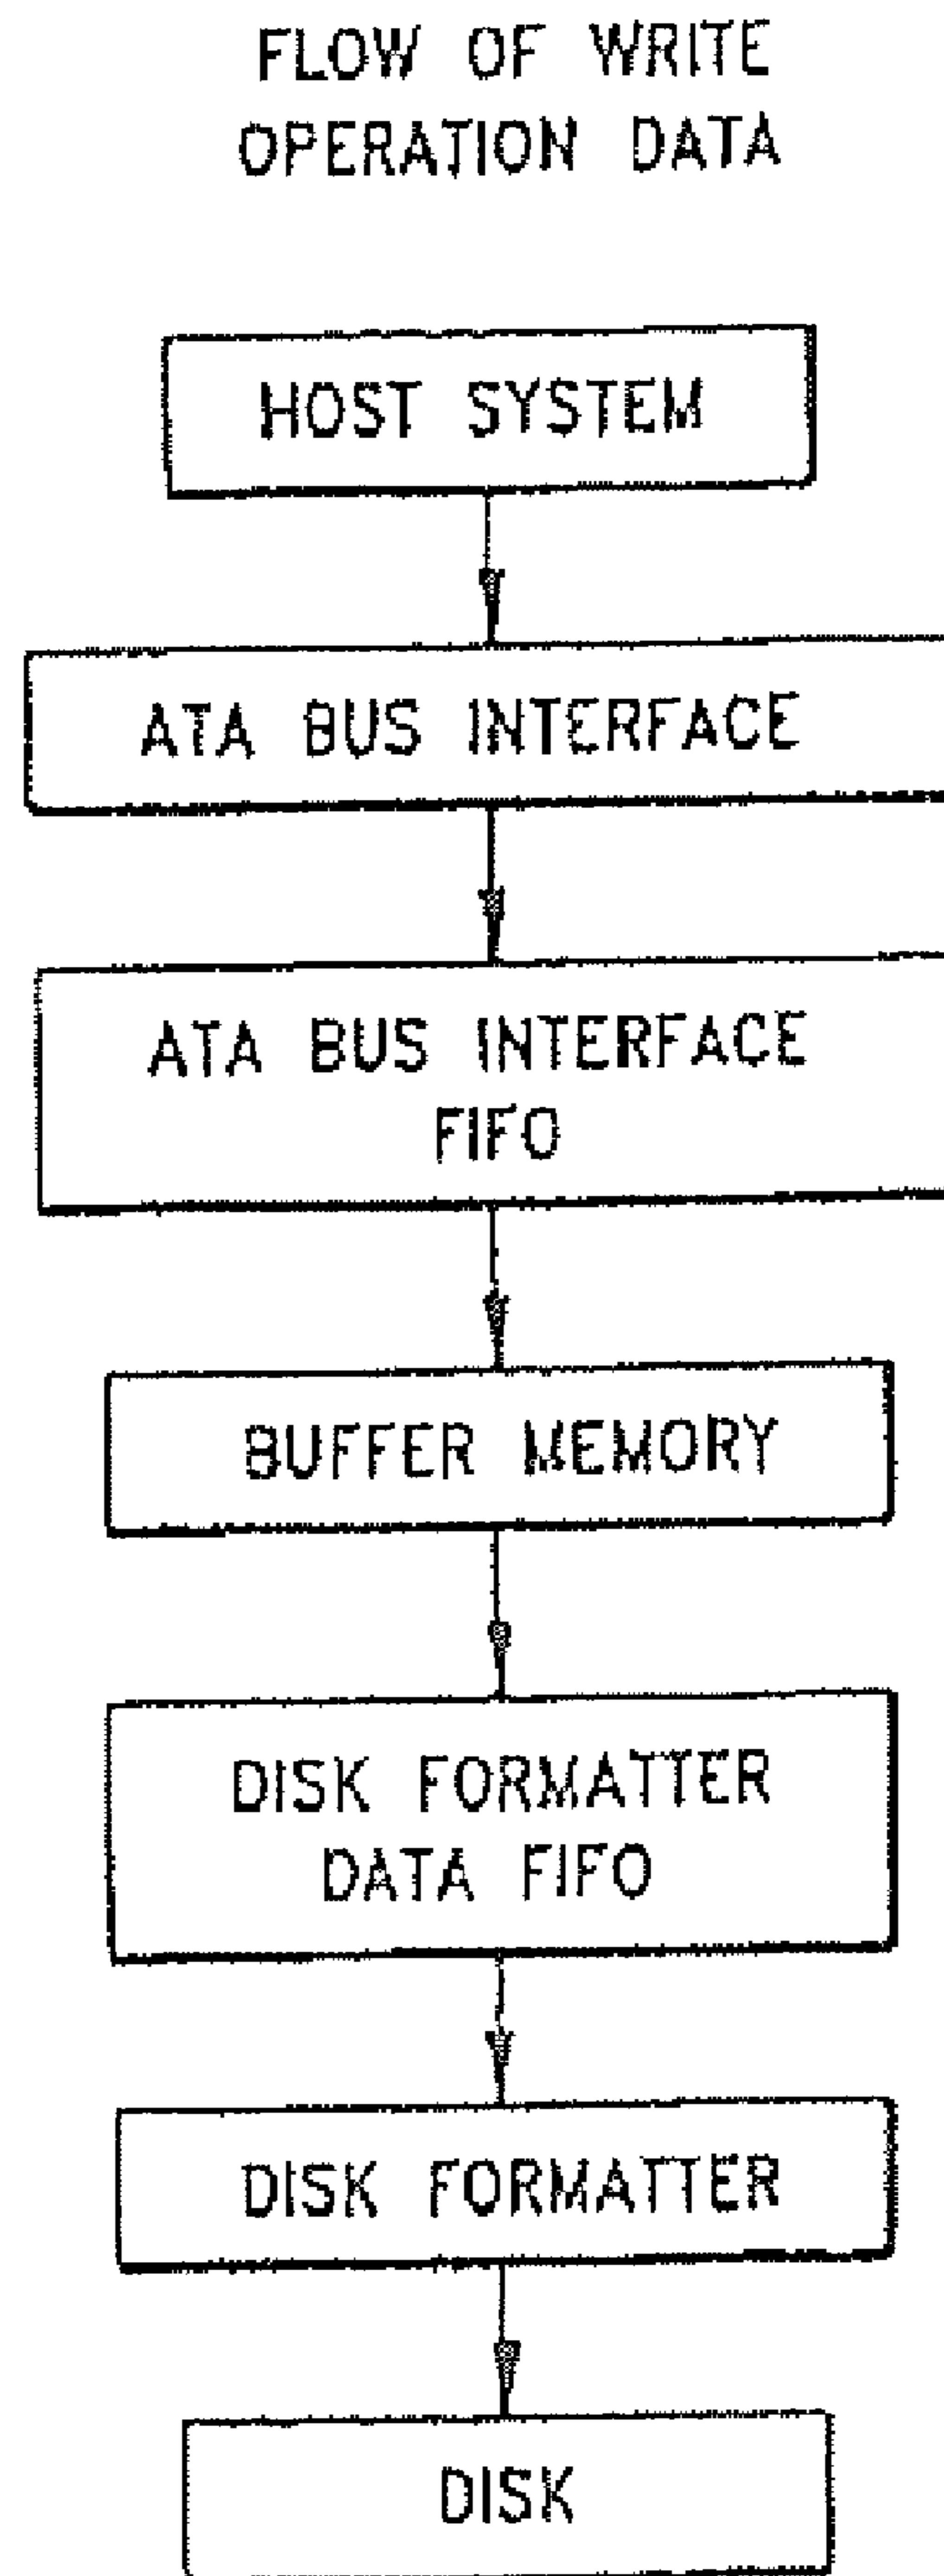 FLOW OF WRITE
OPERATION DATA
HOST SYSTEM
ATA BUS INTERFACE
ATA BUS INTERFACE
FIFO
BUFFER MEMORY
DISK FORMATTER
DATA FIFO
DISK FORMATTER
DISK